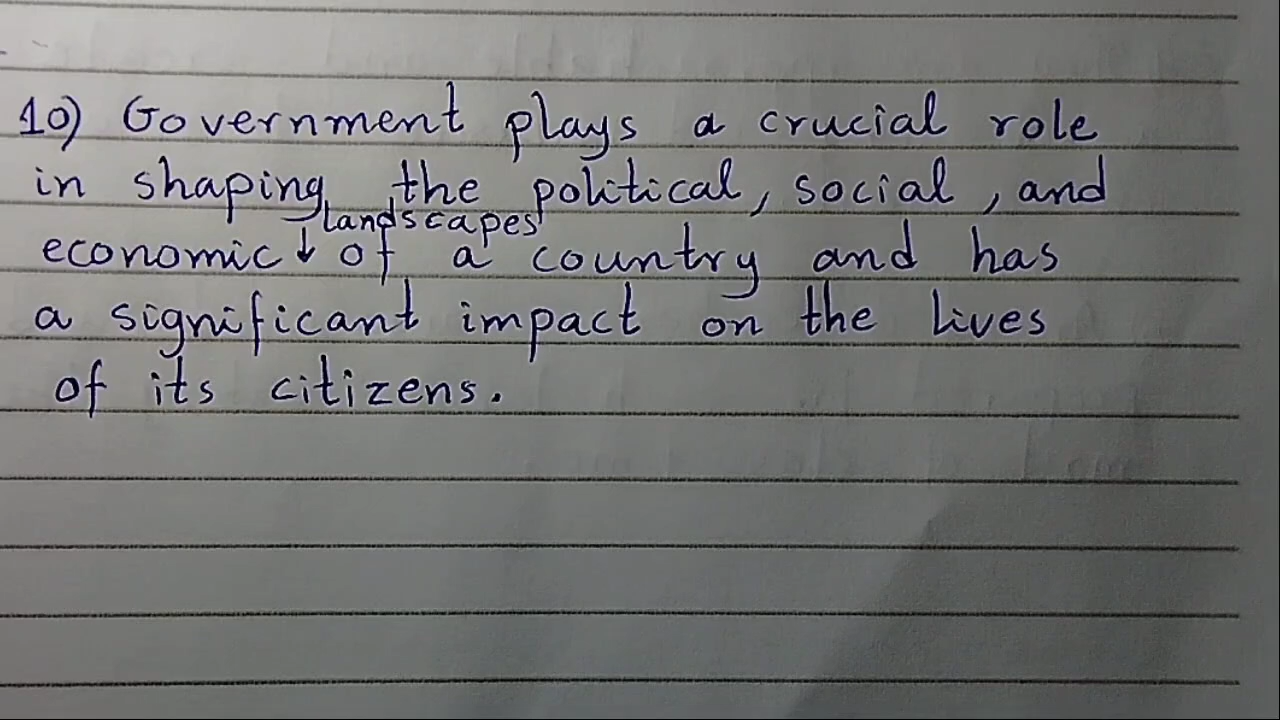 10) Government plays a crucial role
in shaping the political, social, and
landscapes
economic ↓ of a country and has
a significant impact on the lives
of its citizens.